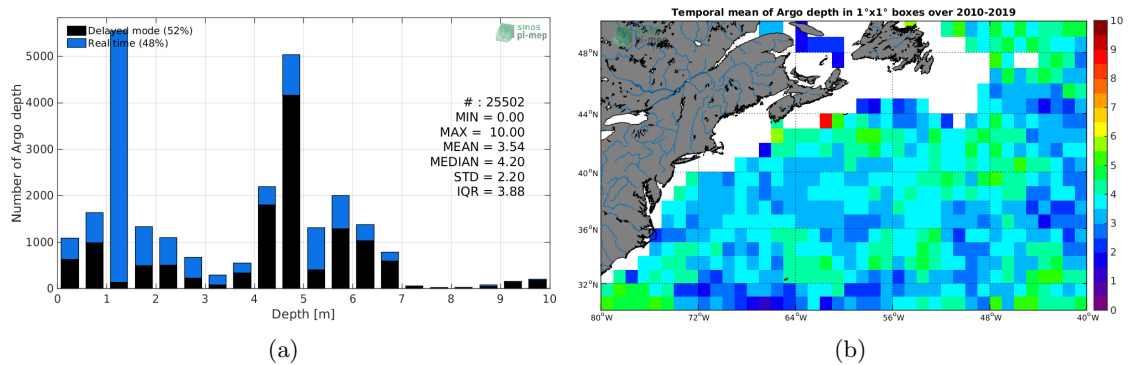 Delayed mode (52%)
Real time (48%)
smos
pi-mep
# : 25502
MIN = 0.00
MAX = 10.00
MEAN = 3.54
MEDIAN = 4.20
STD = 2.20
IQR = 3.88
Number of Argo depth
5000
4000
3000
2000
1000
0
0 1 2 3 4 5 6 7 8 9 10
Depth [m]
(a)
Temporal mean of Argo depth in 1°x1° boxes over 2010-2019
smos
pi-mep
48°N
44°N
40°N
36°N
32°N
80°W 72°W 64°W 56°W 48°W 40°W
10
9
8
7
6
5
4
3
2
1
0
(b)